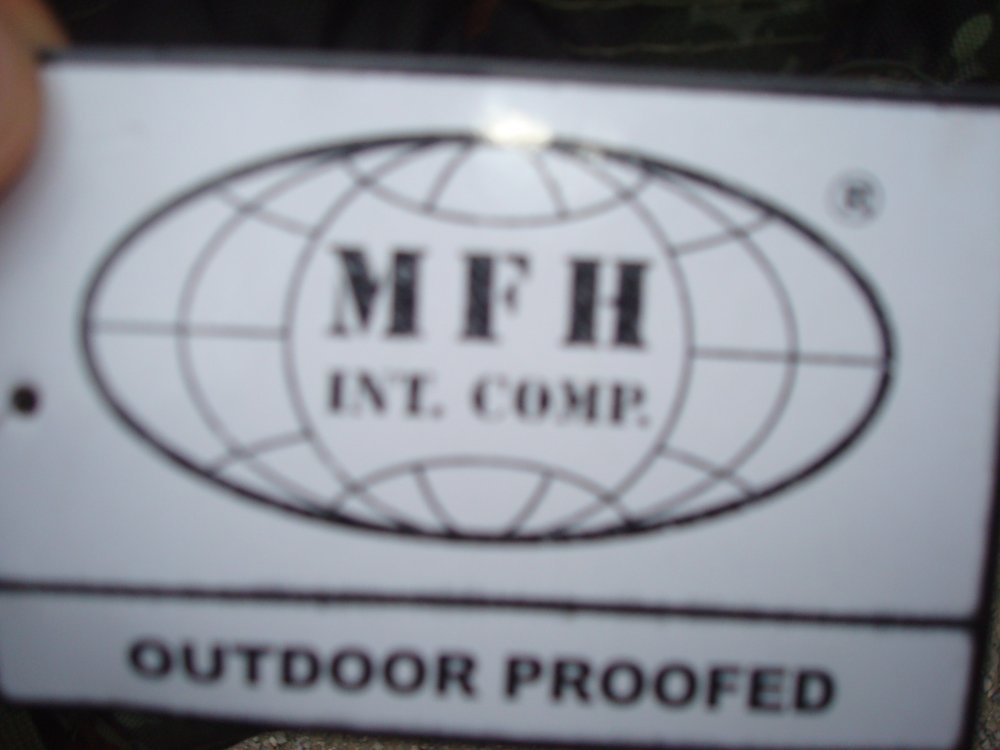 ®
MFH
INT. COMP.
OUTDOOR PROOFED